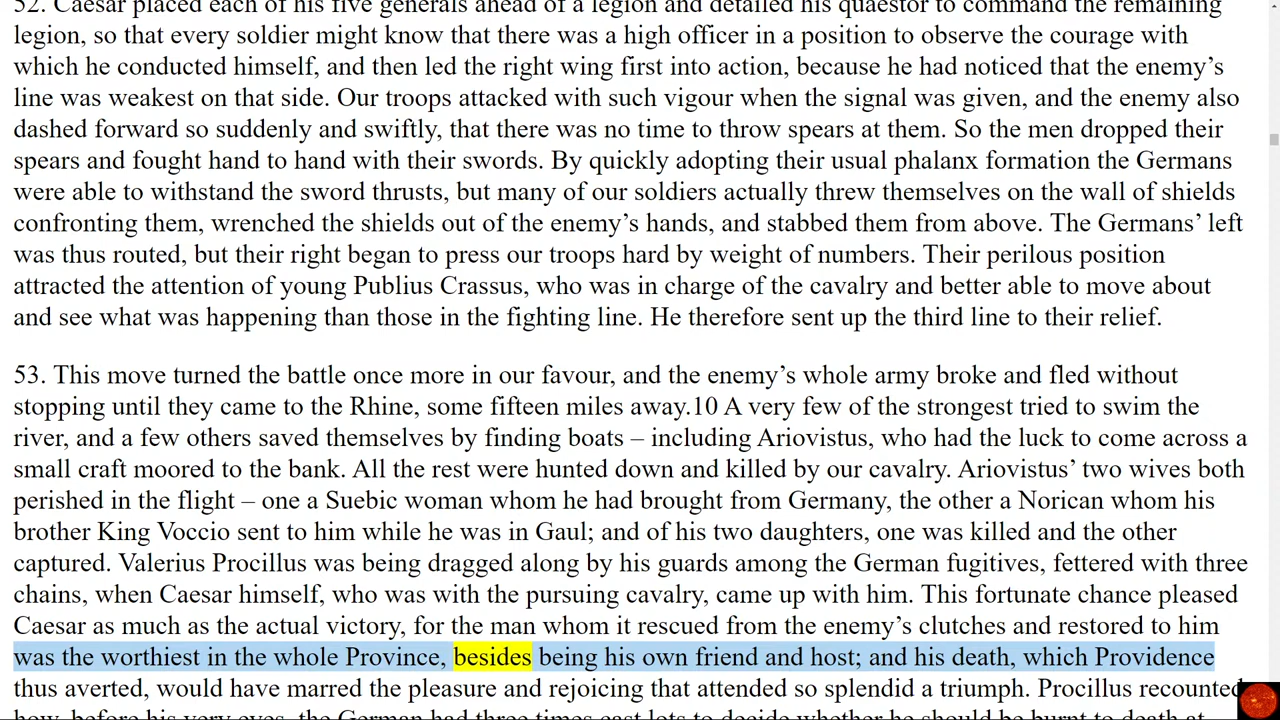 52. Caesar placed each of his five generals ahead of a legion and detailed his quaestor to command the remaining
legion, so that every soldier might know that there was a high officer in a position to observe the courage with
which he conducted himself, and then led the right wing first into action, because he had noticed that the enemy’s
line was weakest on that side. Our troops attacked with such vigour when the signal was given, and the enemy also
dashed forward so suddenly and swiftly, that there was no time to throw spears at them. So the men dropped their
spears and fought hand to hand with their swords. By quickly adopting their usual phalanx formation the Germans
were able to withstand the sword thrusts, but many of our soldiers actually threw themselves on the wall of shields
confronting them, wrenched the shields out of the enemy’s hands, and stabbed them from above. The Germans’ left
was thus routed, but their right began to press our troops hard by weight of numbers. Their perilous position
attracted the attention of young Publius Crassus, who was in charge of the cavalry and better able to move about
and see what was happening than those in the fighting line. He therefore sent up the third line to their relief.
53. This move turned the battle once more in our favour, and the enemy’s whole army broke and fled without
stopping until they came to the Rhine, some fifteen miles away.10 A very few of the strongest tried to swim the
river, and a few others saved themselves by finding boats – including Ariovistus, who had the luck to come across a
small craft moored to the bank. All the rest were hunted down and killed by our cavalry. Ariovistus’ two wives both
perished in the flight – one a Suebic woman whom he had brought from Germany, the other a Norican whom his
brother King Voccio sent to him while he was in Gaul; and of his two daughters, one was killed and the other
captured. Valerius Procillus was being dragged along by his guards among the German fugitives, fettered with three
chains, when Caesar himself, who was with the pursuing cavalry, came up with him. This fortunate chance pleased
Caesar as much as the actual victory, for the man whom it rescued from the enemy’s clutches and restored to him
was the worthiest in the whole Province, besides being his own friend and host; and his death, which Providence
thus averted, would have marred the pleasure and rejoicing that attended so splendid a triumph. Procillus recounted
how, before his very eyes, the German had three times cast lots to decide whether he should be burnt to death at